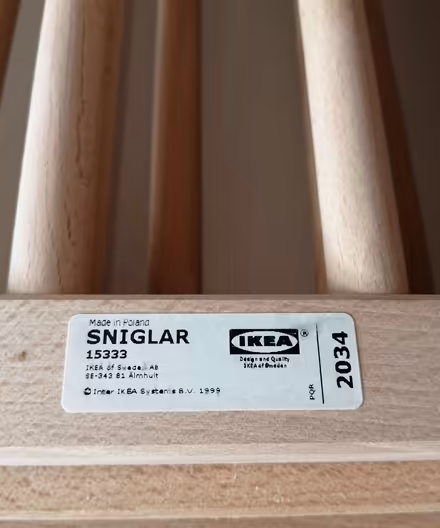 Made in Poland
SNIGLAR
15333
IKEA of Sweden AB
SE-343 81 Älmhult
© Inter IKEA Systems B.V. 1999
IKEA®
Design and Quality
IKEA of Sweden
PQR
2034